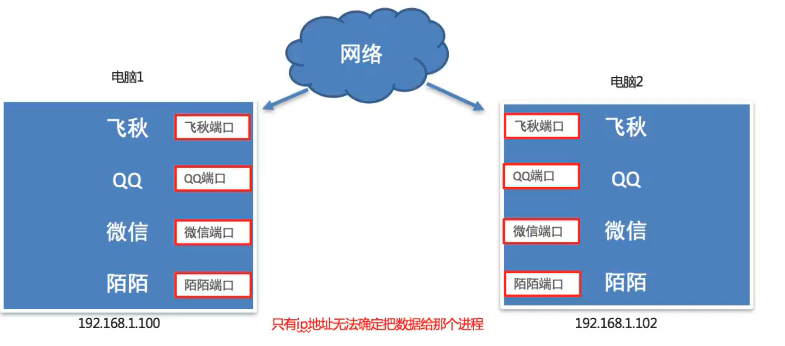 网络
电脑1
飞秋 飞秋端口
QQ QQ端口
微信 微信端口
陌陌 陌陌端口
192.168.1.100
电脑2
飞秋端口 飞秋
QQ端口 QQ
微信端口 微信
陌陌端口 陌陌
192.168.1.102
只有ip地址无法确定把数据给那个进程